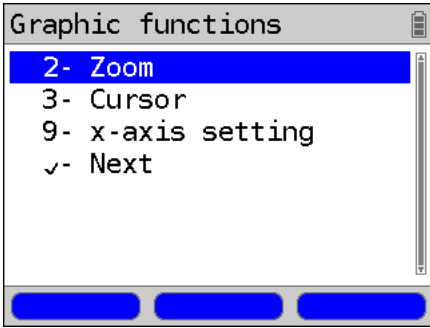 Graphic functions
2- Zoom
3- Cursor
9- x-axis setting
✓- Next